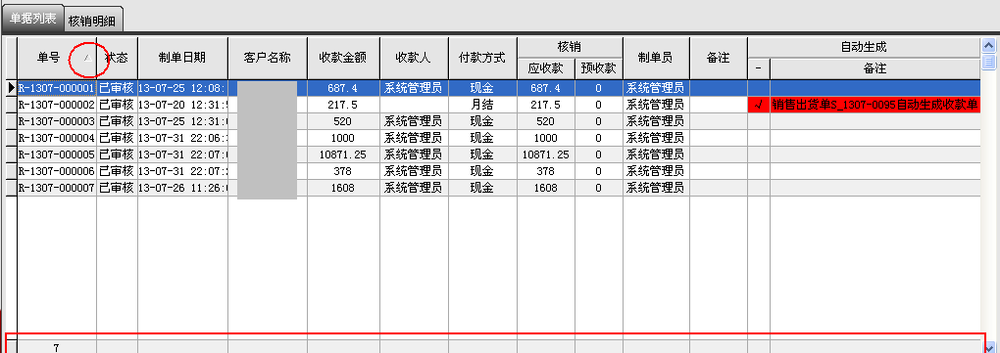 单据列表 核销明细
单号 状态 制单日期 客户名称 收款金额 收款人 付款方式 核销 制单员 备注 自动生成
应收款 预收款 - 备注
R-1307-000001 已审核 13-07-25 12:08: 687.4 系统管理员 现金 687.4 0 系统管理员
R-1307-000002 已审核 13-07-20 12:31:5 217.5 月结 217.5 0 √ 销售出货单S_1307-0095自动生成收款单
R-1307-000003 已审核 13-07-25 12:31:0 520 系统管理员 现金 520 0 系统管理员
R-1307-000004 已审核 13-07-31 22:06: 1000 系统管理员 现金 1000 0 系统管理员
R-1307-000005 已审核 13-07-31 22:07:0 10871.25 系统管理员 现金 10871.25 0 系统管理员
R-1307-000006 已审核 13-07-31 22:07: 378 系统管理员 现金 378 0 系统管理员
R-1307-000007 已审核 13-07-26 11:26: 1608 系统管理员 现金 1608 0 系统管理员
7